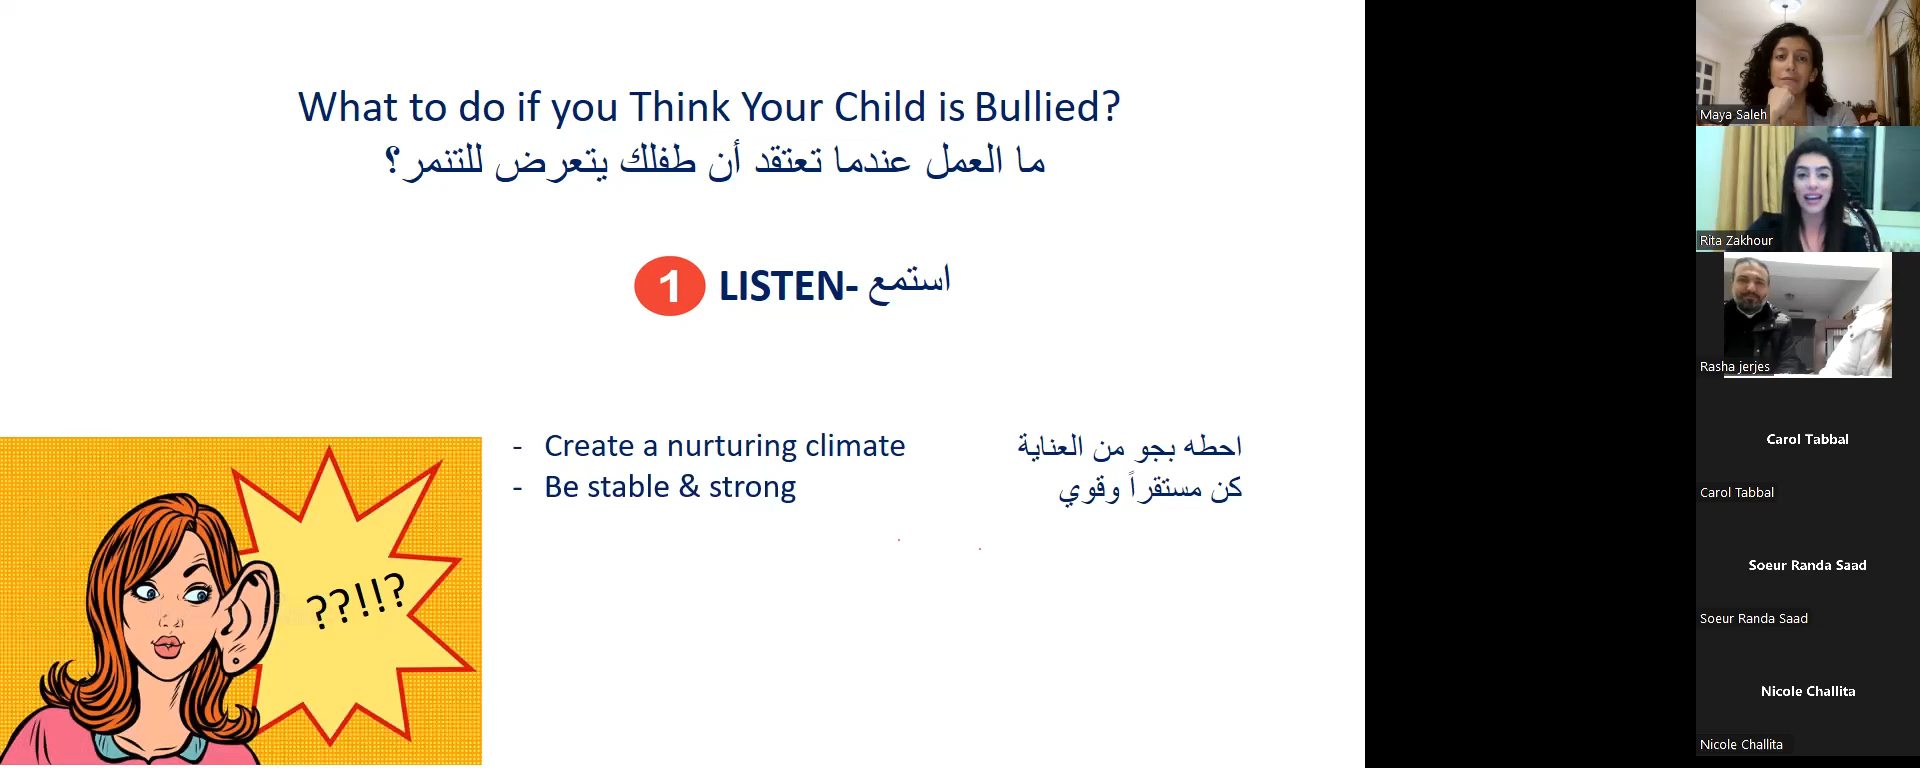 What to do if you Think Your Child is Bullied?
ما العمل عندما تعتقد أن طفلك يتعرض للتنمر؟
1 LISTEN- استمع
- Create a nurturing climate
احطه بجو من العناية
- Be stable & strong
كن مستقراً وقوي
??!!?
Maya Saleh
Rita Zakhour
Rasha jerjes
Carol Tabbal
Carol Tabbal
Soeur Randa Saad
Soeur Randa Saad
Nicole Challita
Nicole Challita